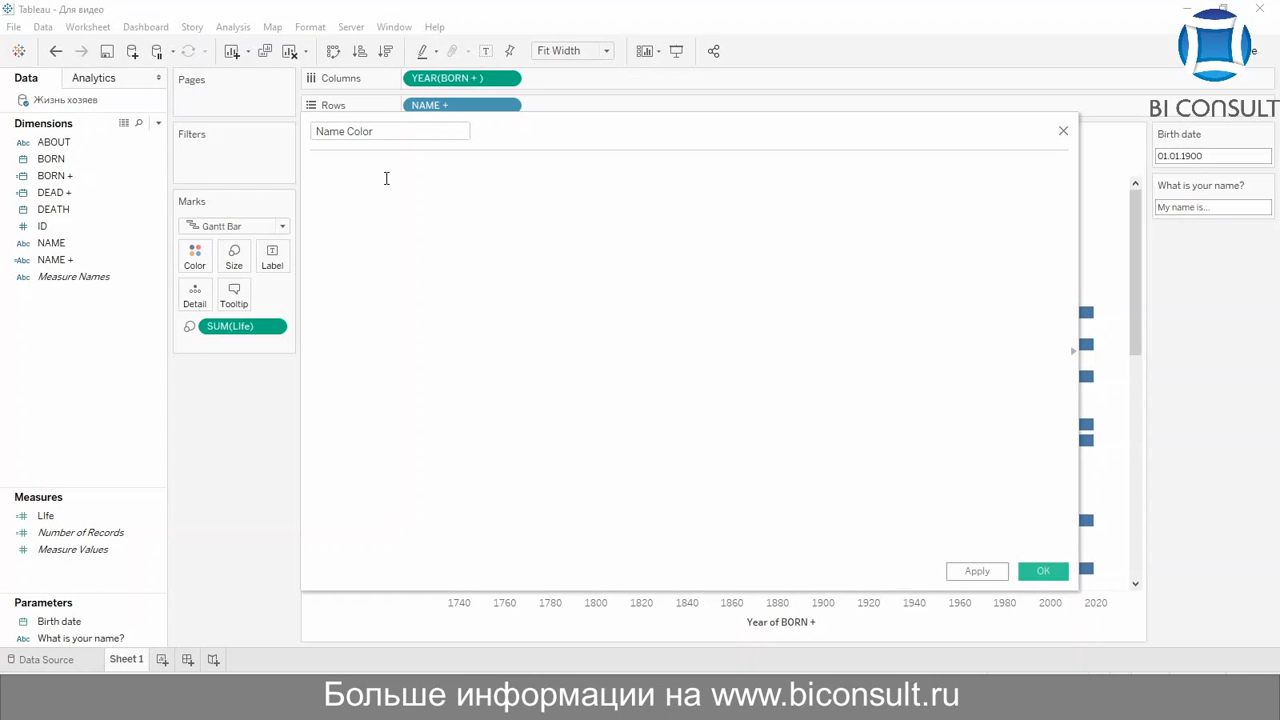 Tableau - Для видео
File Data Worksheet Dashboard Story Analysis Map Format Server Window Help
Fit Width
Data
Analytics
Жизнь хозяев
Dimensions
Abc ABOUT
BORN
BORN +
DEAD +
DEATH
ID
Abc NAME
Abc NAME +
Abc Measure Names
Measures
LIfe
Number of Records
Measure Values
Parameters
Birth date
Abc What is your name?
Pages
Filters
Marks
Gantt Bar
Color Size Label
Detail Tooltip
SUM(LIfe)
Columns YEAR(BORN + )
Rows NAME +
Name Color
Apply OK
1740 1760 1780 1800 1820 1840 1860 1880 1900 1920 1940 1960 1980 2000 2020
Year of BORN +
BI CONSULT
Birth date
01.01.1900
What is your name?
My name is...
Data Source Sheet 1
Больше информации на www.biconsult.ru